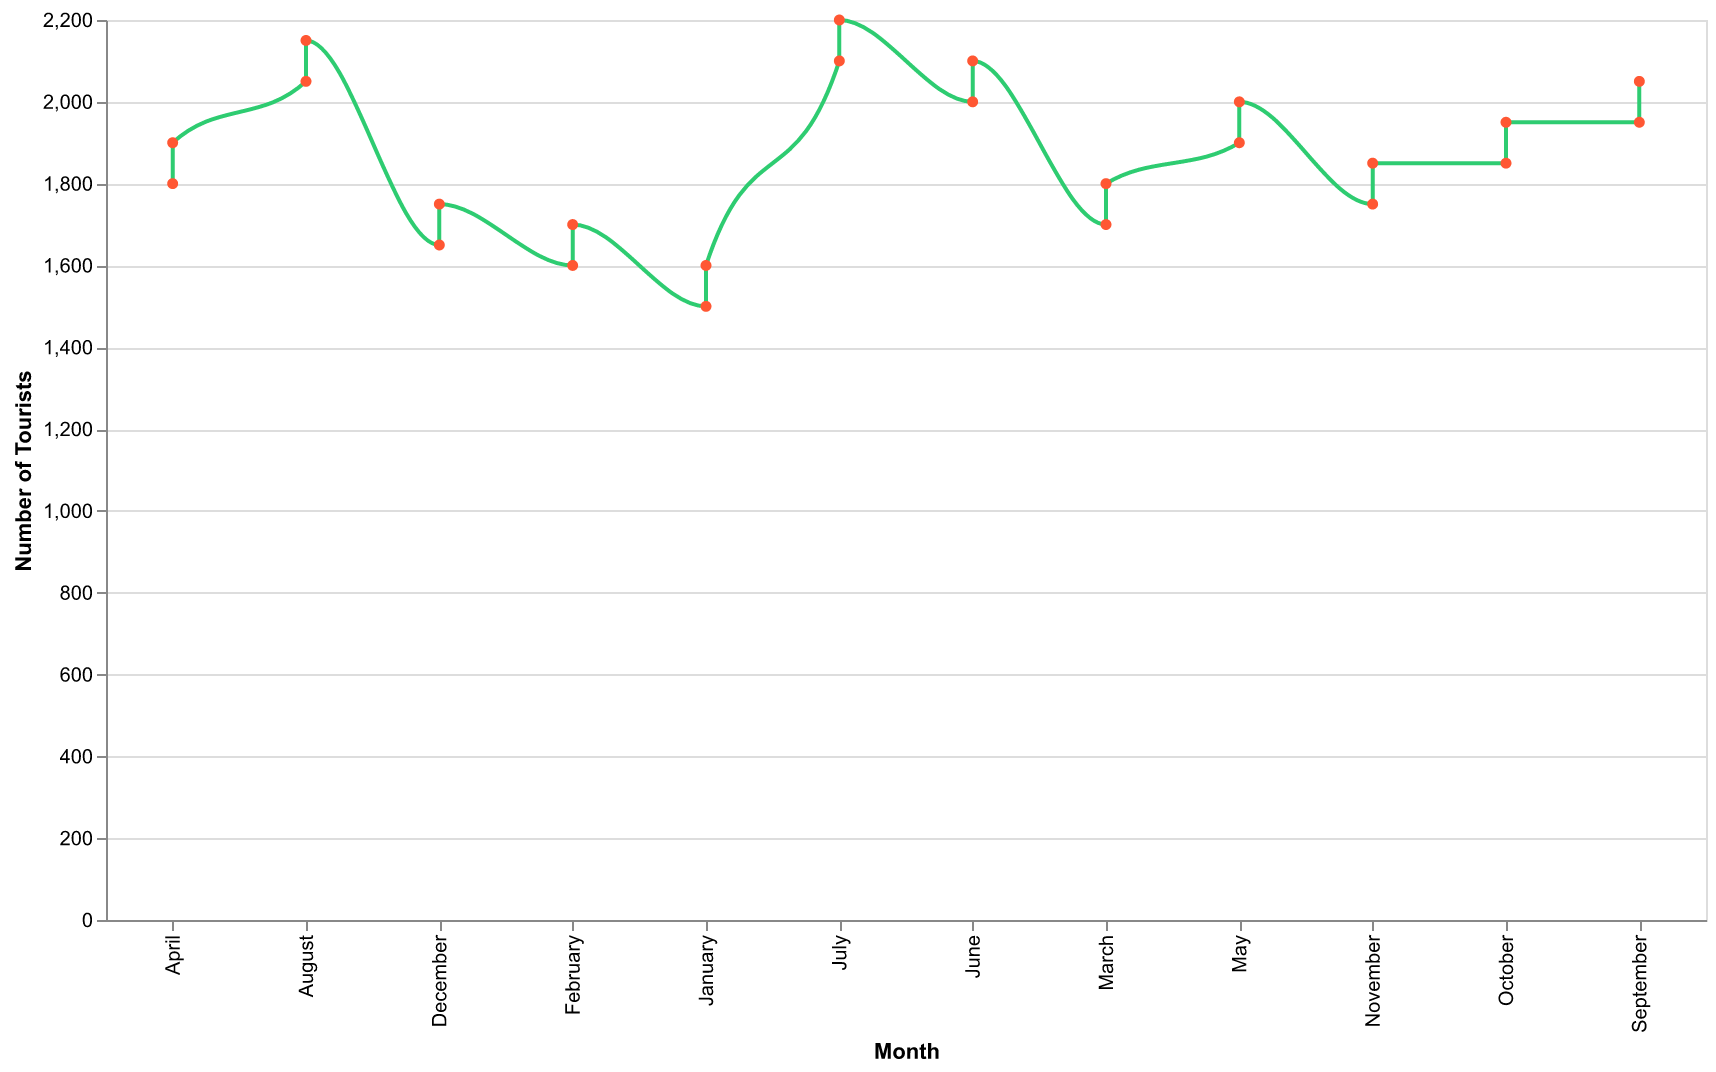 2,200
2,000
1,800
1,600
1,400
1,200
1,000
800
600
400
200
0
Number of Tourists
April
August
December
February
January
July
June
March
May
November
October
September
Month